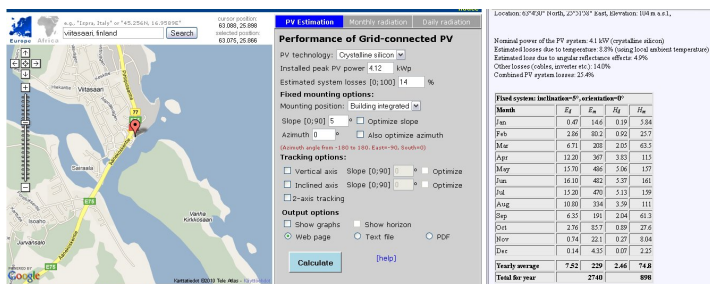 Europe Africa
e.g., "Ispra, Italy" or "45.256N, 16.9589E"
viitasaari, finland
Search
cursor position:
63.088, 25.898
selected position:
63.075, 25.866
Viitasaari
77
E75
Saraala
E75
Isoaho
Jurvansalo
Vanha
Kirkkosaari
POWERED BY
Google
Karttatiedot ©2010 Tele Atlas - Käyttöehdot
PV Estimation Monthly radiation Daily radiation
Performance of Grid-connected PV
PV technology: Crystalline silicon
Installed peak PV power 4.12 kWp
Estimated system losses [0;100] 14 %
Fixed mounting options:
Mounting position: Building integrated
Slope [0;90] 5 ° Optimize slope
Azimuth 0 ° Also optimize azimuth
(Azimuth angle from -180 to 180. East=-90, South=0)
Tracking options:
Vertical axis Slope [0;90] 0 ° Optimize
Inclined axis Slope [0;90] 0 ° Optimize
2-axis tracking
Output options
Show graphs Show horizon
Web page Text file PDF
Calculate [help]
Location: 63°4'30" North, 25°51'58" East, Elevation: 104 m a.s.l.,
Nominal power of the PV system: 4.1 kW (crystalline silicon)
Estimated losses due to temperature: 8.8% (using local ambient temperature)
Estimated loss due to angular reflectance effects: 4.9%
Other losses (cables, inverter etc.): 14.0%
Combined PV system losses: 25.4%
Fixed system: inclination=5°, orientation=0°
Month Ed Em Hd Hm
Jan 0.47 14.6 0.19 5.84
Feb 2.86 80.2 0.92 25.7
Mar 6.71 208 2.05 63.5
Apr 12.20 367 3.83 115
May 15.70 486 5.06 157
Jun 16.10 482 5.37 161
Jul 15.20 470 5.13 159
Aug 10.80 334 3.59 111
Sep 6.35 191 2.04 61.3
Oct 2.76 85.7 0.89 27.6
Nov 0.74 22.1 0.27 8.04
Dec 0.14 4.35 0.07 2.25
Yearly average 7.52 229 2.46 74.8
Total for year 2740 898